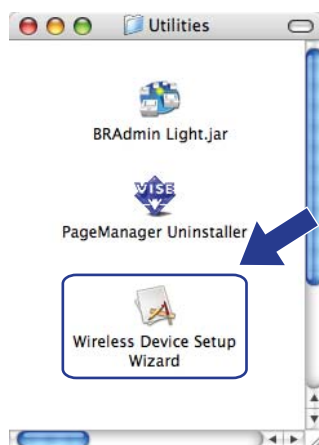 Utilities
BRAdmin Light.jar
VISE
PageManager Uninstaller
Wireless Device Setup
Wizard